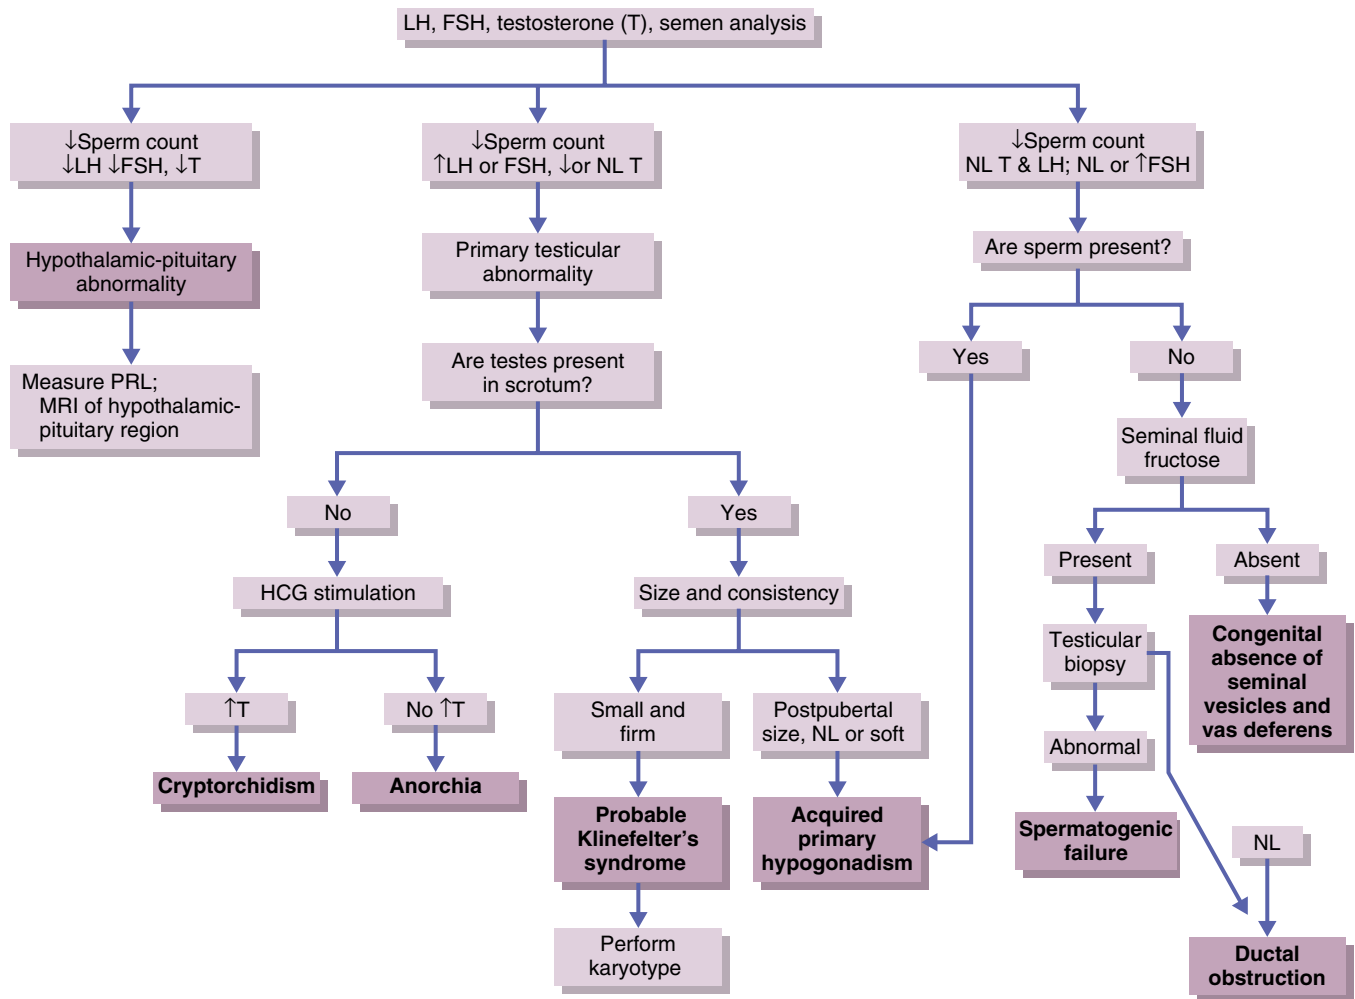 LH, FSH, testosterone (T), semen analysis
↓Sperm count
↓LH ↓FSH, ↓T
↓Sperm count
↑LH or FSH, ↓or NL T
↓Sperm count
NL T & LH; NL or ↑FSH
Hypothalamic-pituitary
abnormality
Primary testicular
abnormality
Are sperm present?
Measure PRL;
MRI of hypothalamic-
pituitary region
Are testes present
in scrotum?
Yes
No
Seminal fluid
fructose
No
Yes
Present
Absent
HCG stimulation
Size and consistency
Testicular
biopsy
Congenital
absence of
seminal
vesicles and
vas deferens
↑T
No ↑T
Small and
firm
Postpubertal
size, NL or soft
Abnormal
Cryptorchidism
Anorchia
Probable
Klinefelter's
syndrome
Acquired
primary
hypogonadism
Spermatogenic
failure
NL
Perform
karyotype
Ductal
obstruction